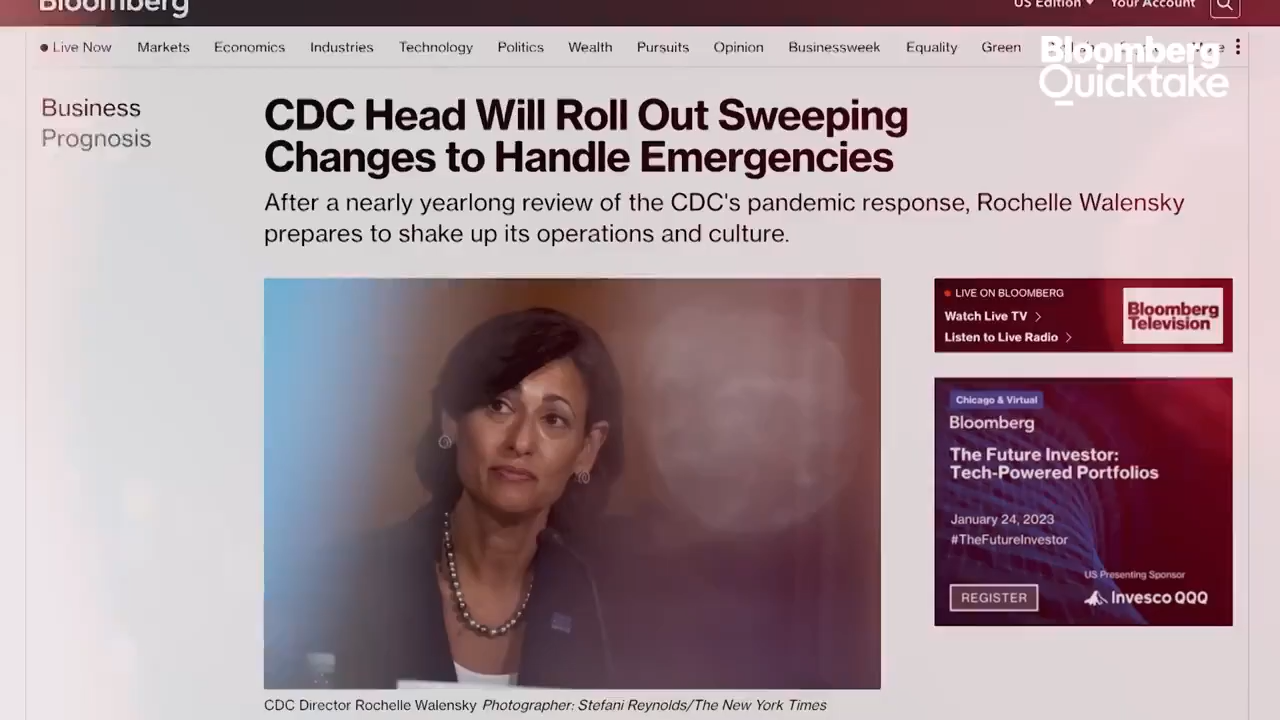 Bloomberg
US Edition
Your Account
Live Now
Markets
Economics
Industries
Technology
Politics
Wealth
Pursuits
Opinion
Businessweek
Equality
Green
Bloomberg
Quicktake
Business
Prognosis
CDC Head Will Roll Out Sweeping
Changes to Handle Emergencies
After a nearly yearlong review of the CDC's pandemic response, Rochelle Walensky
prepares to shake up its operations and culture.
LIVE ON BLOOMBERG
Watch Live TV
Listen to Live Radio
Bloomberg
Television
Chicago & Virtual
Bloomberg
The Future Investor:
Tech-Powered Portfolios
January 24, 2023
#TheFutureInvestor
US Presenting Sponsor
REGISTER
Invesco QQQ
CDC Director Rochelle Walensky Photographer: Stefani Reynolds/The New York Times